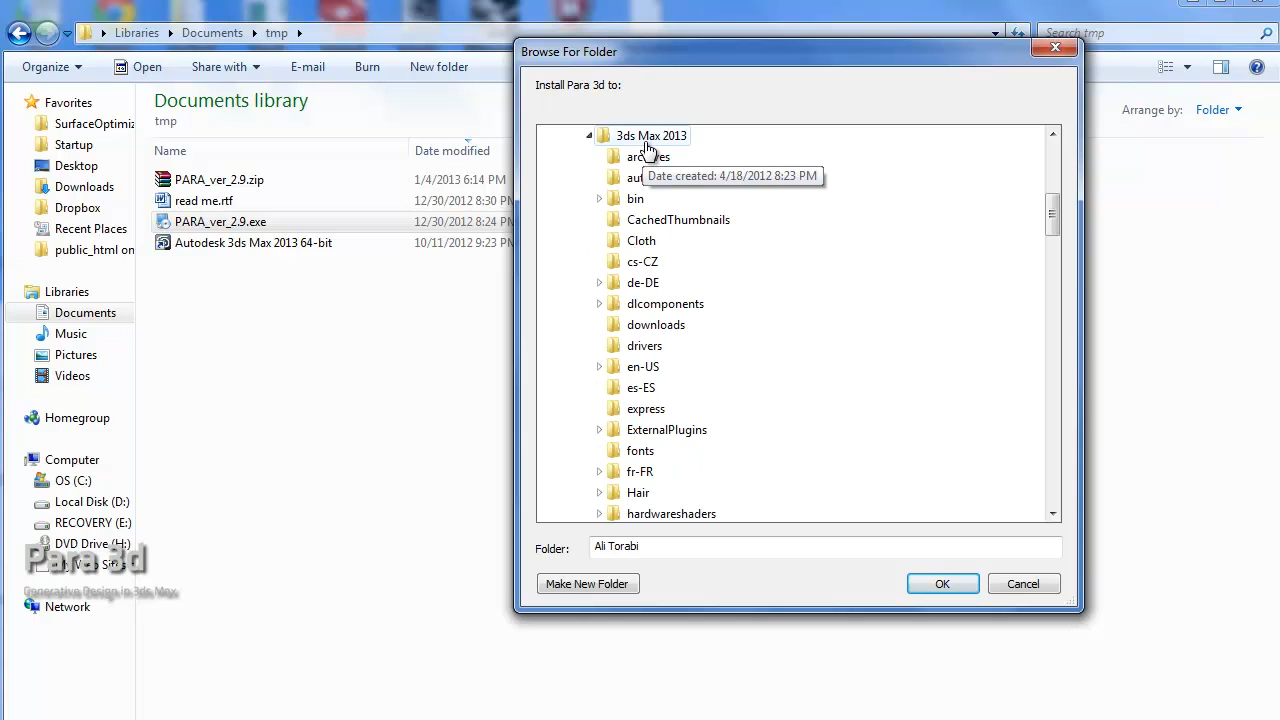 Libraries
Documents
tmp
Search tmp
Organize
Open
Share with
E-mail
Burn
New folder
Favorites
SurfaceOptimiz
Startup
Desktop
Downloads
Dropbox
Recent Places
public_html on
Libraries
Documents
Music
Pictures
Videos
Homegroup
Computer
OS (C:)
Local Disk (D:)
RECOVERY (E:)
DVD Drive (H:)
Para 3d
Generative Design in 3ds Max
Network
Documents library
tmp
Arrange by: Folder
Name Date modified
PARA_ver_2.9.zip 1/4/2013 6:14 PM
read me.rtf 12/30/2012 8:30 PM
PARA_ver_2.9.exe 12/30/2012 8:24 PM
Autodesk 3ds Max 2013 64-bit 10/11/2012 9:23 PM
Browse For Folder
Install Para 3d to:
3ds Max 2013
Date created: 4/18/2012 8:23 PM
bin
CachedThumbnails
Cloth
cs-CZ
de-DE
dlcomponents
downloads
drivers
en-US
es-ES
express
ExternalPlugins
fonts
fr-FR
Hair
hardwareshaders
Folder: Ali Torabi
Make New Folder
OK
Cancel